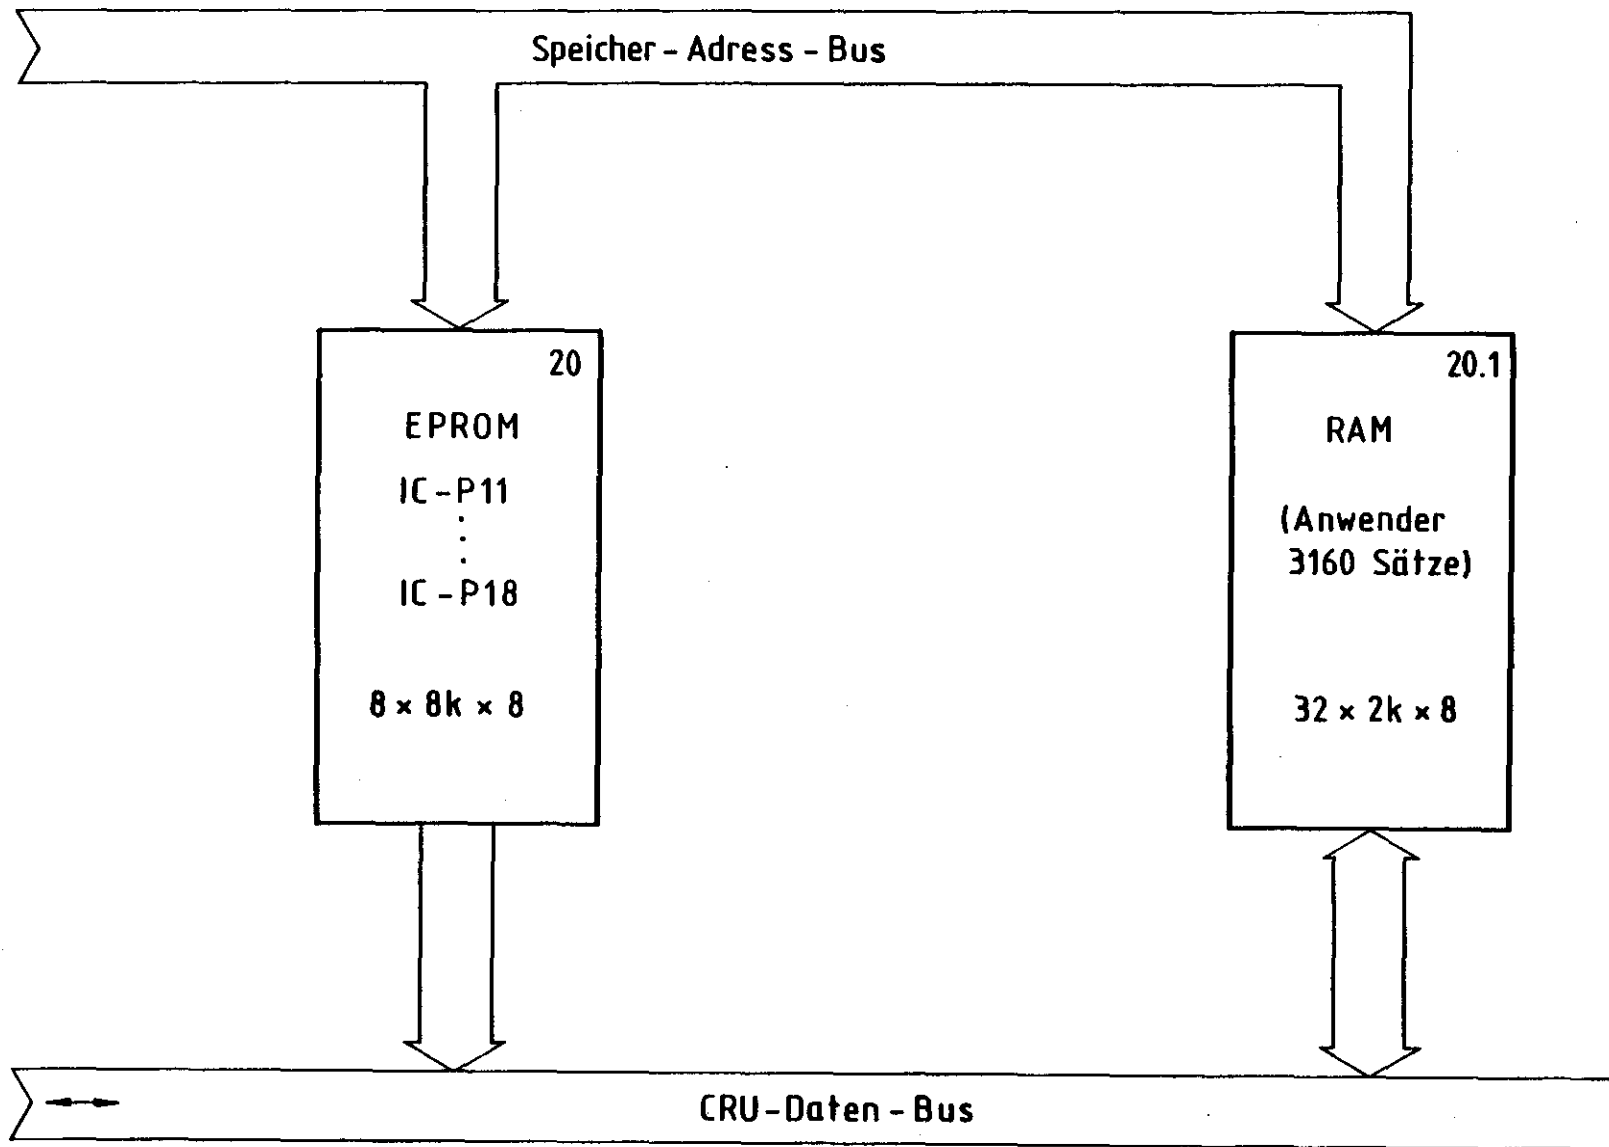 Speicher - Adress - Bus
20
EPROM
IC - P11
IC - P18
8 × 8k × 8
20.1
RAM
(Anwender
3160 Sätze)
32 × 2k × 8
CRU - Daten - Bus